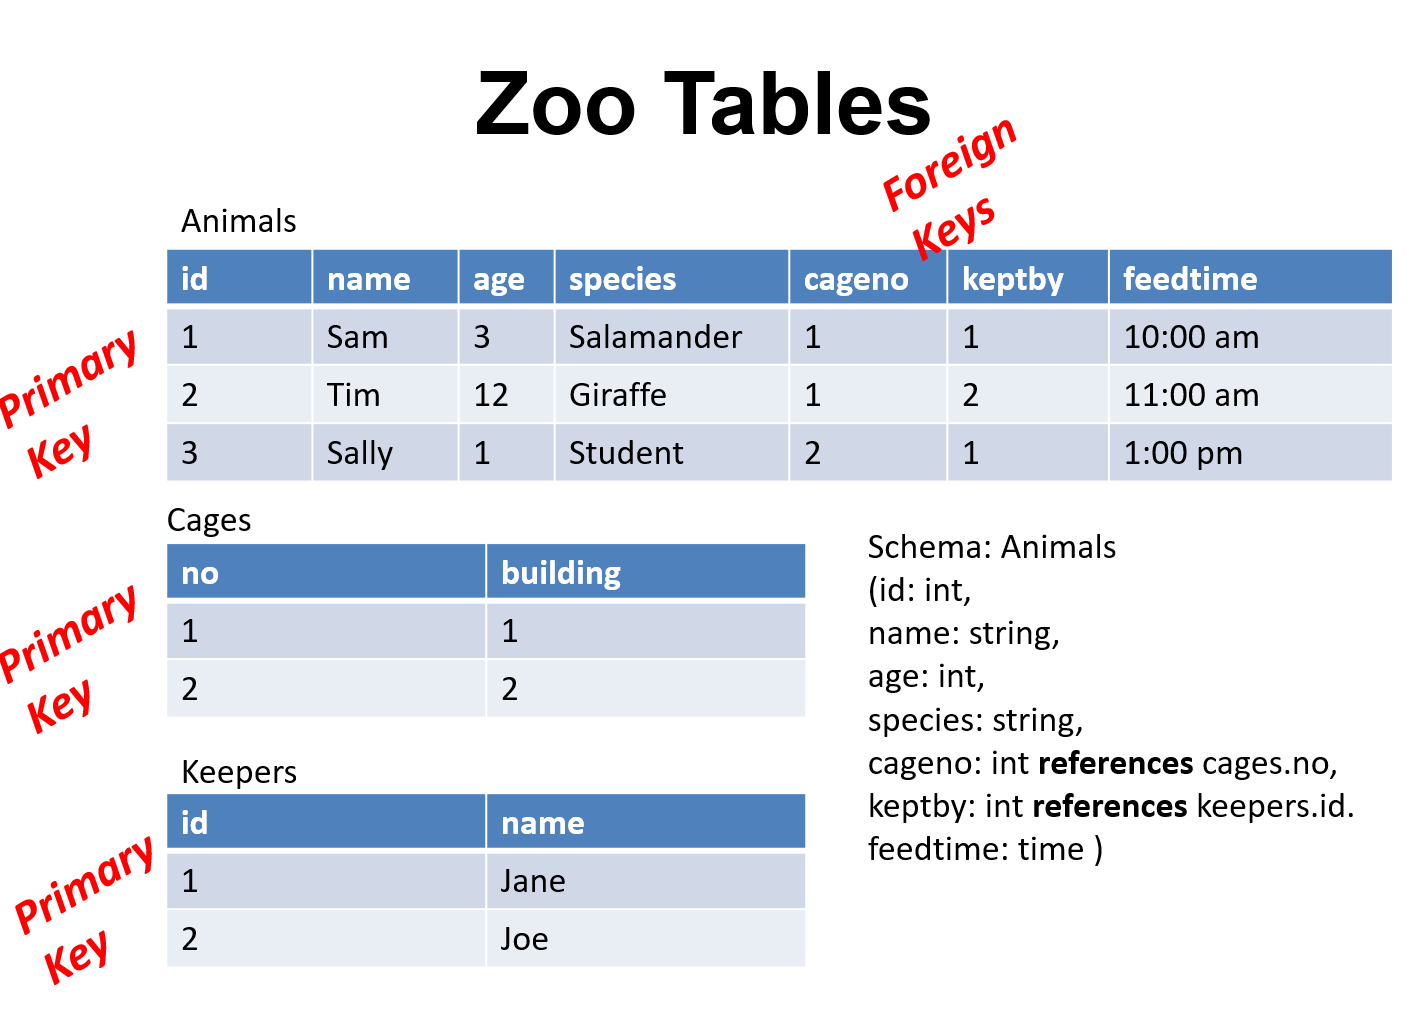 Zoo Tables
Foreign
Keys
Animals
id name age species cageno keptby feedtime
1 Sam 3 Salamander 1 1 10:00 am
2 Tim 12 Giraffe 1 2 11:00 am
3 Sally 1 Student 2 1 1:00 pm
Primary
Key
Cages
no building
1 1
2 2
Primary
Key
Keepers
id name
1 Jane
2 Joe
Primary
Key
Schema: Animals
(id: int,
name: string,
age: int,
species: string,
cageno: int references cages.no,
keptby: int references keepers.id.
feedtime: time )